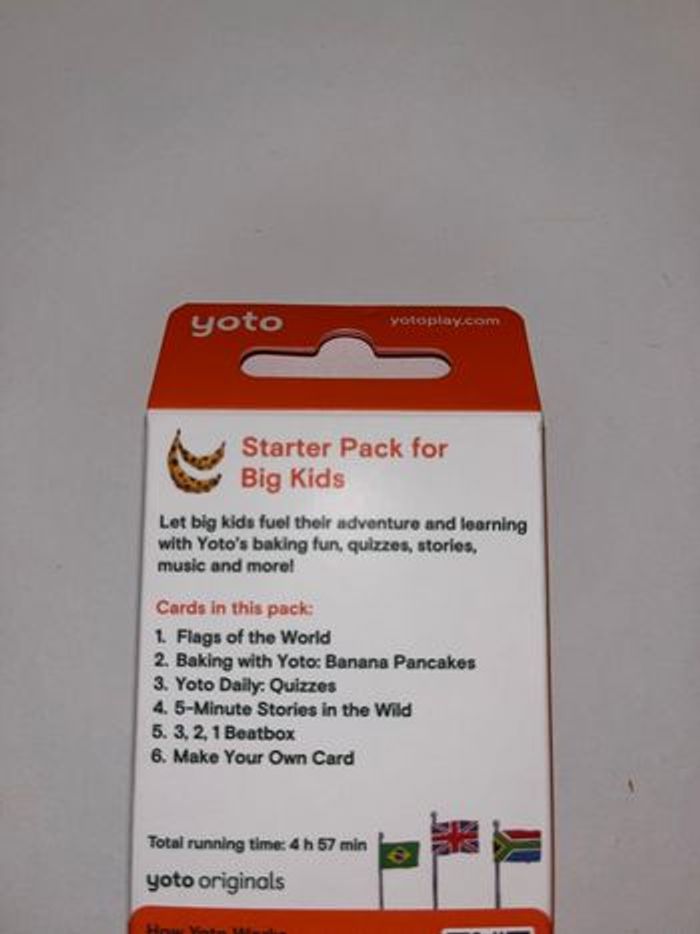 yoto
yotoplay.com
Starter Pack for
Big Kids
Let big kids fuel their adventure and learning
with Yoto's baking fun, quizzes, stories,
music and more!
Cards in this pack:
1. Flags of the World
2. Baking with Yoto: Banana Pancakes
3. Yoto Daily: Quizzes
4. 5-Minute Stories in the Wild
5. 3, 2, 1 Beatbox
6. Make Your Own Card
Total running time: 4 h 57 min
yoto originals
How Yoto Works